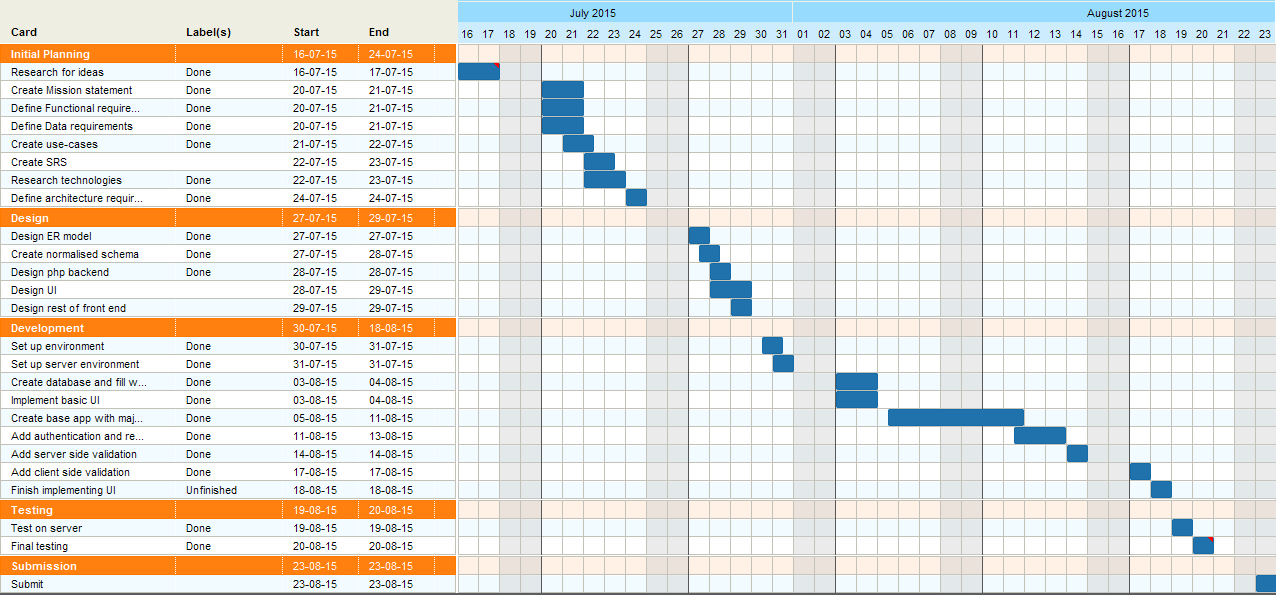 July 2015 August 2015
Card Label(s) Start End 16 17 18 19 20 21 22 23 24 25 26 27 28 29 30 31 01 02 03 04 05 06 07 08 09 10 11 12 13 14 15 16 17 18 19 20 21 22 23
Initial Planning 16-07-15 24-07-15
Research for ideas Done 16-07-15 17-07-15
Create Mission statement Done 20-07-15 21-07-15
Define Functional require... Done 20-07-15 21-07-15
Define Data requirements Done 20-07-15 21-07-15
Create use-cases Done 21-07-15 22-07-15
Create SRS 22-07-15 23-07-15
Research technologies Done 22-07-15 23-07-15
Define architecture requir... Done 24-07-15 24-07-15
Design 27-07-15 29-07-15
Design ER model Done 27-07-15 27-07-15
Create normalised schema Done 27-07-15 28-07-15
Design php backend Done 28-07-15 28-07-15
Design UI 28-07-15 29-07-15
Design rest of front end 29-07-15 29-07-15
Development 30-07-15 18-08-15
Set up environment Done 30-07-15 31-07-15
Set up server environment Done 31-07-15 31-07-15
Create database and fill w... Done 03-08-15 04-08-15
Implement basic UI Done 03-08-15 04-08-15
Create base app with maj... Done 05-08-15 11-08-15
Add authentication and re... Done 11-08-15 13-08-15
Add server side validation Done 14-08-15 14-08-15
Add client side validation Done 17-08-15 17-08-15
Finish implementing UI Unfinished 18-08-15 18-08-15
Testing 19-08-15 20-08-15
Test on server Done 19-08-15 19-08-15
Final testing Done 20-08-15 20-08-15
Submission 23-08-15 23-08-15
Submit 23-08-15 23-08-15